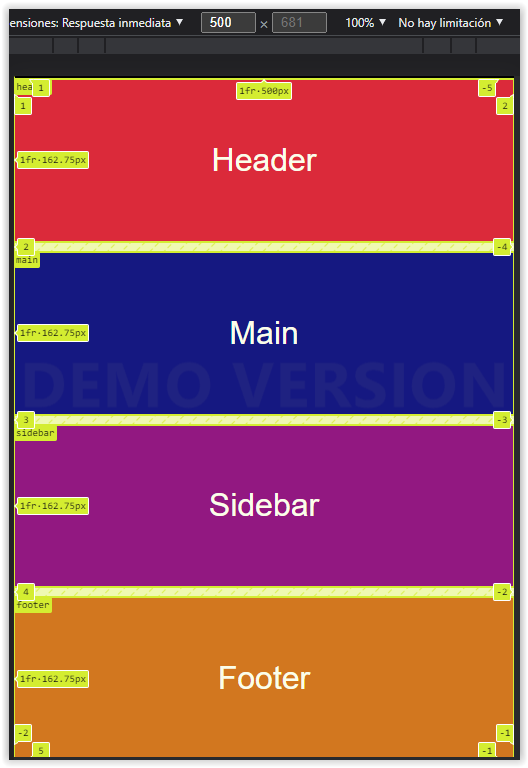 ensiones: Respuesta inmediata ▼ 500 × 681 100% ▼ No hay limitación ▼
hea 1 1fr·500px -5
1 2
1fr·162.75px Header
2 -4
main
1fr·162.75px Main
DEMO VERSION
3 -3
sidebar
1fr·162.75px Sidebar
4 -2
footer
1fr·162.75px Footer
-2 -1
5 -1